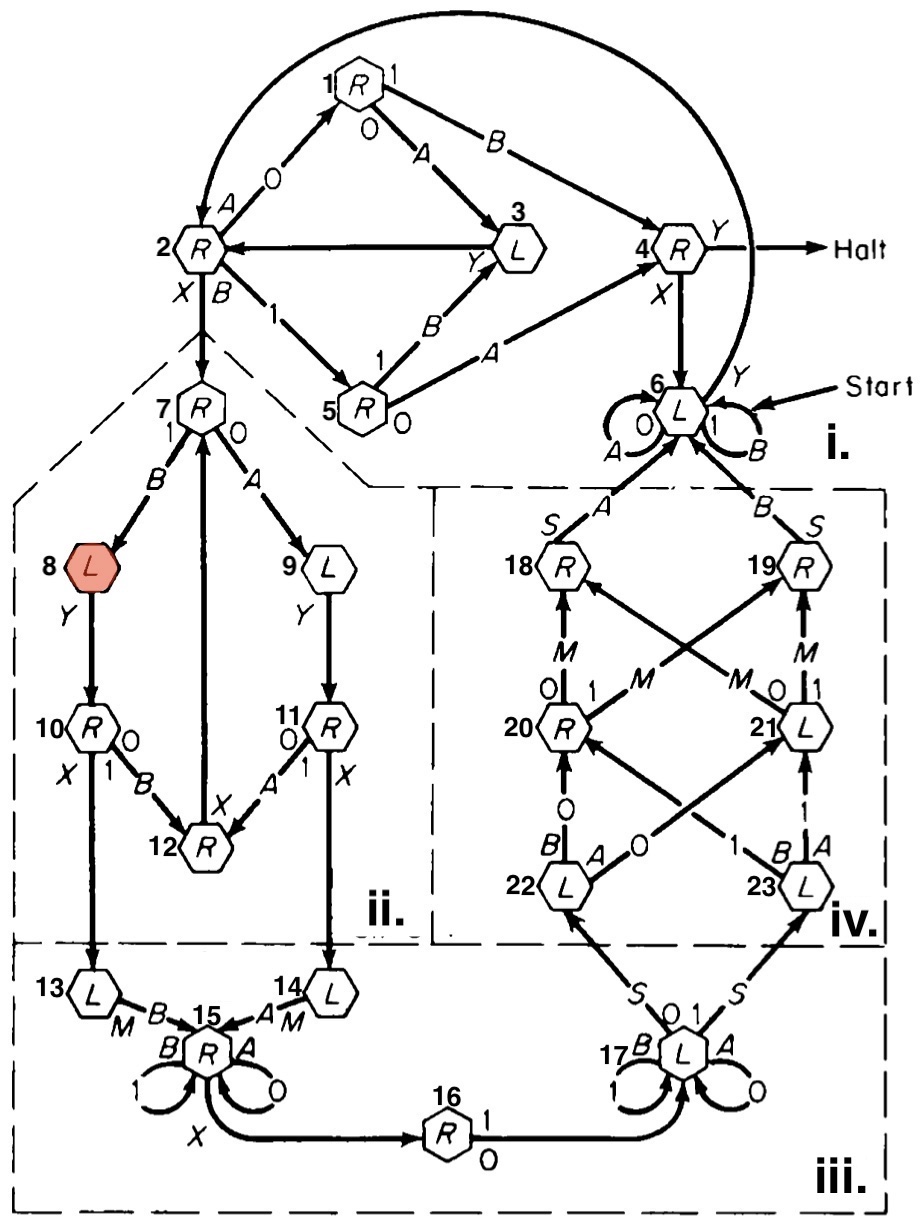 1 R 1
0
B
A
0
A
3
2 R
Y L
4 R Y
Halt
X B
X
1
B
1
A
5 R 0
6
L
0 1
Y
Start
A B
i.
7 R
1 0
B A
8 L
9 L
Y Y
S A
B S
18 R
19 R
M M M M
10 R 0
X 1
B
11 R
0 1 X
A
X
12 R
0 1
20 R
0 1
21 L
0 0 1 1
B A
22 L
B A
23 L
ii.
iv.
13 L
M B
14 L
A M
15
B R A
1 0
X
16
R 1
0
S S
0 1
17 B L A
1 0
iii.